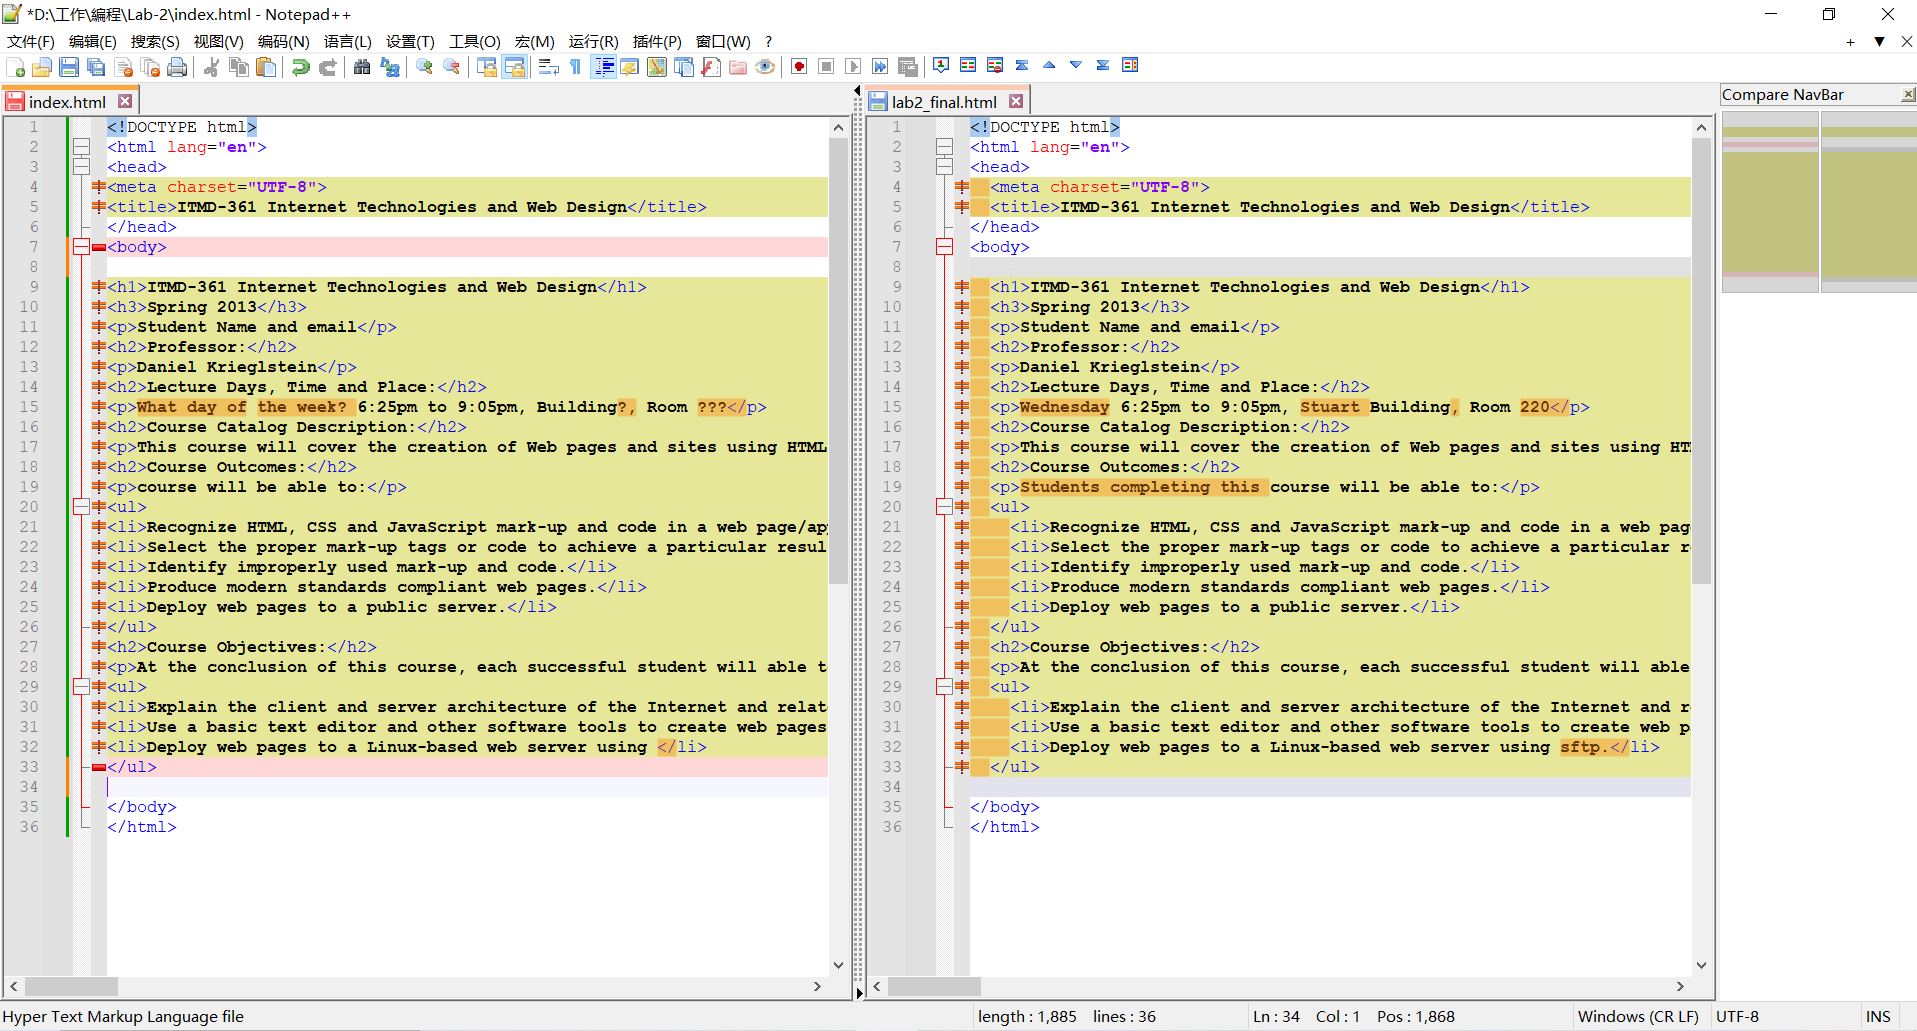 *D:\工作\编程\Lab-2\index.html - Notepad++
文件(F) 编辑(E) 搜索(S) 视图(V) 编码(N) 语言(L) 设置(T) 工具(O) 宏(M) 运行(R) 插件(P) 窗口(W) ?
index.html
1 <!DOCTYPE html>
2 <html lang="en">
3 <head>
4 <meta charset="UTF-8">
5 <title>ITMD-361 Internet Technologies and Web Design</title>
6 </head>
7 <body>
8
9 <h1>ITMD-361 Internet Technologies and Web Design</h1>
10 <h3>Spring 2013</h3>
11 <p>Student Name and email</p>
12 <h2>Professor:</h2>
13 <p>Daniel Krieglstein</p>
14 <h2>Lecture Days, Time and Place:</h2>
15 <p>What day of the week? 6:25pm to 9:05pm, Building?, Room ???</p>
16 <h2>Course Catalog Description:</h2>
17 <p>This course will cover the creation of Web pages and sites using HTML
18 <h2>Course Outcomes:</h2>
19 <p>course will be able to:</p>
20 <ul>
21 <li>Recognize HTML, CSS and JavaScript mark-up and code in a web page/ap
22 <li>Select the proper mark-up tags or code to achieve a particular resul
23 <li>Identify improperly used mark-up and code.</li>
24 <li>Produce modern standards compliant web pages.</li>
25 <li>Deploy web pages to a public server.</li>
26 </ul>
27 <h2>Course Objectives:</h2>
28 <p>At the conclusion of this course, each successful student will able t
29 <ul>
30 <li>Explain the client and server architecture of the Internet and relat
31 <li>Use a basic text editor and other software tools to create web pages
32 <li>Deploy web pages to a Linux-based web server using </li>
33 </ul>
34
35 </body>
36 </html>
lab2_final.html
1 <!DOCTYPE html>
2 <html lang="en">
3 <head>
4 <meta charset="UTF-8">
5 <title>ITMD-361 Internet Technologies and Web Design</title>
6 </head>
7 <body>
8
9 <h1>ITMD-361 Internet Technologies and Web Design</h1>
10 <h3>Spring 2013</h3>
11 <p>Student Name and email</p>
12 <h2>Professor:</h2>
13 <p>Daniel Krieglstein</p>
14 <h2>Lecture Days, Time and Place:</h2>
15 <p>Wednesday 6:25pm to 9:05pm, Stuart Building, Room 220</p>
16 <h2>Course Catalog Description:</h2>
17 <p>This course will cover the creation of Web pages and sites using HT
18 <h2>Course Outcomes:</h2>
19 <p>Students completing this course will be able to:</p>
20 <ul>
21 <li>Recognize HTML, CSS and JavaScript mark-up and code in a web pag
22 <li>Select the proper mark-up tags or code to achieve a particular r
23 <li>Identify improperly used mark-up and code.</li>
24 <li>Produce modern standards compliant web pages.</li>
25 <li>Deploy web pages to a public server.</li>
26 </ul>
27 <h2>Course Objectives:</h2>
28 <p>At the conclusion of this course, each successful student will able
29 <ul>
30 <li>Explain the client and server architecture of the Internet and r
31 <li>Use a basic text editor and other software tools to create web p
32 <li>Deploy web pages to a Linux-based web server using sftp.</li>
33 </ul>
34
35 </body>
36 </html>
Compare NavBar
Hyper Text Markup Language file length : 1,885 lines : 36 Ln : 34 Col : 1 Pos : 1,868 Windows (CR LF) UTF-8 INS